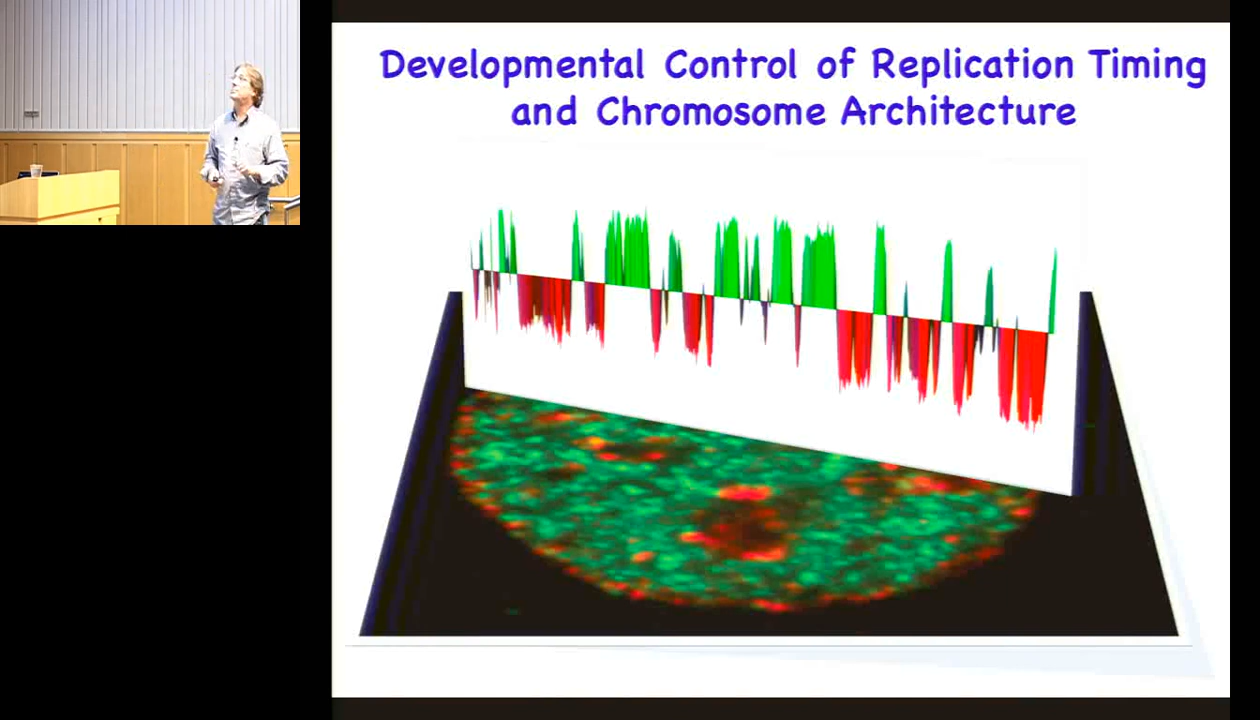 Developmental Control of Replication Timing
and Chromosome Architecture